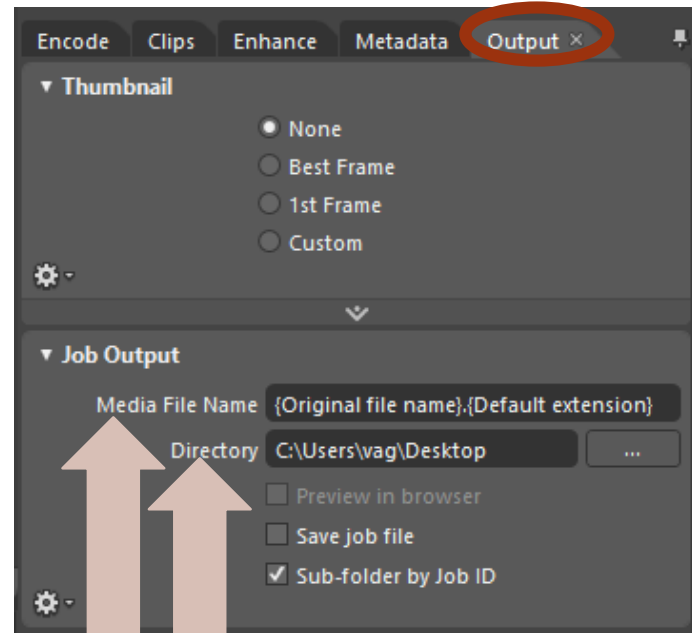 Encode Clips Enhance Metadata Output ×
Thumbnail
None
Best Frame
1st Frame
Custom
Job Output
Media File Name {Original file name}.{Default extension}
Directory C:\Users\vag\Desktop ...
Preview in browser
Save job file
Sub-folder by Job ID